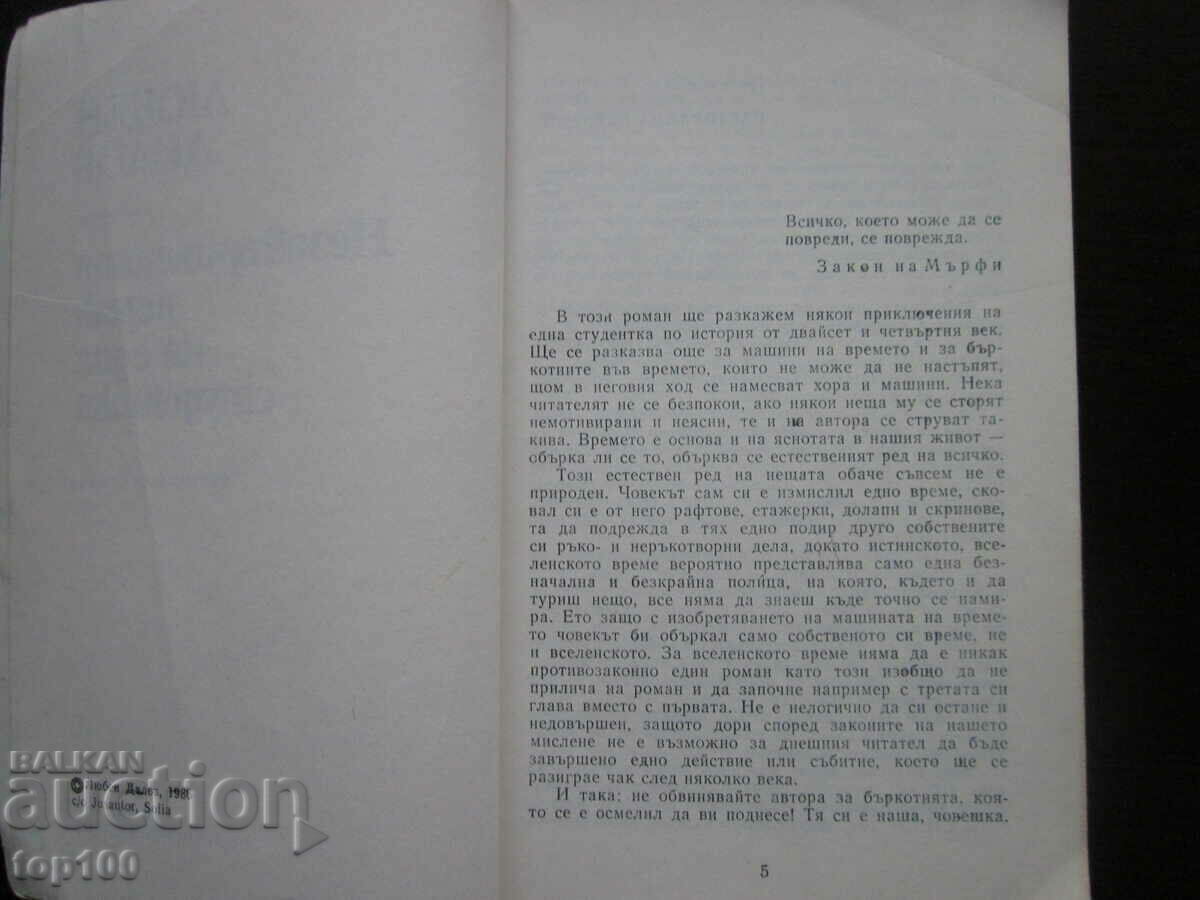 © Любен Дилов, 198
c/o Jusautor, Sofia
BALKAN
auction
top100
Всичко, което може да се
повреди, се поврежда.
Закон на Мърфи
В този роман ще разкажем някои приключения на
една студентка по история от двайсет и четвъртия век.
Ще се разказва още за машини на времето и за бър-
котиите във времето, които не може да не настъпят,
щом в неговия ход се намесват хора и машини. Нека
читателят не се безпокои, ако някои неща му се сторят
немотивирани и неясни, те и на автора се струват та-
кива. Времето е основа и на яснотата в нашия живот —
обърка ли се то, обърква се естественият ред на всичко.
Този естествен ред на нещата обаче съвсем не е
природен. Човекът сам си е измислил едно време, ско-
вал си е от него рафтове, етажерки, долапи и скринове,
та да подрежда в тях едно подир друго собствените
си ръко- и неръкотворни дела, докато истинското, все-
ленското време вероятно представлява само една без-
начална и безкрайна полица, на която, където и да
туриш нещо, все няма да знаеш къде точно се нами-
ра. Ето защо с изобретяването на машината на време-
то човекът би объркал само собственото си време, не
и вселенското. За вселенското време няма да е никак
противозаконно един роман като този изобщо да не
прилича на роман и да започне например с третата си
глава вместо с първата. Не е нелогично да си остане и
недовършен, защото дори според законите на нашето
мислене не е възможно за днешния читател да бъде
завършено едно действие или събитие, което ще се
разиграе чак след няколко века.
И така: не обвинявайте автора за бъркотията, коя-
то се е осмелил да ви поднесе! Тя си е наша, човешка.
5